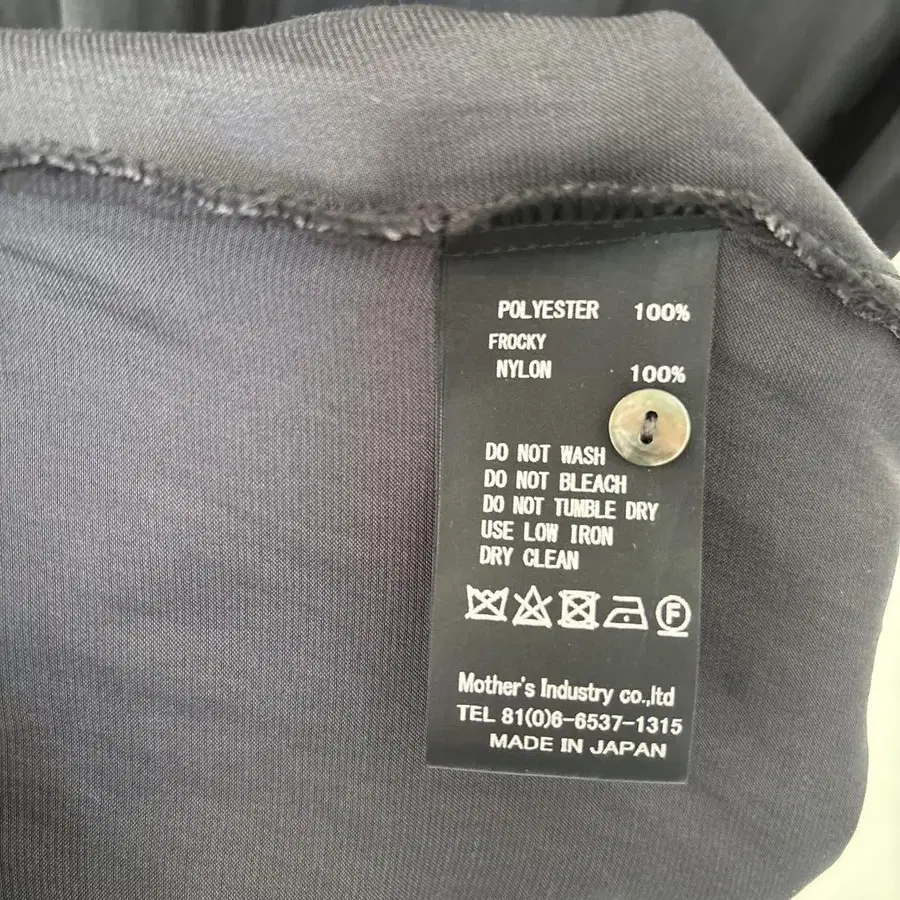 POLYESTER 100%
FROCKY
NYLON 100%
DO NOT WASH
DO NOT BLEACH
DO NOT TUMBLE DRY
USE LOW IRON
DRY CLEAN
F
Mother's Industry co.,ltd
TEL 81(0)6-6537-1315
MADE IN JAPAN